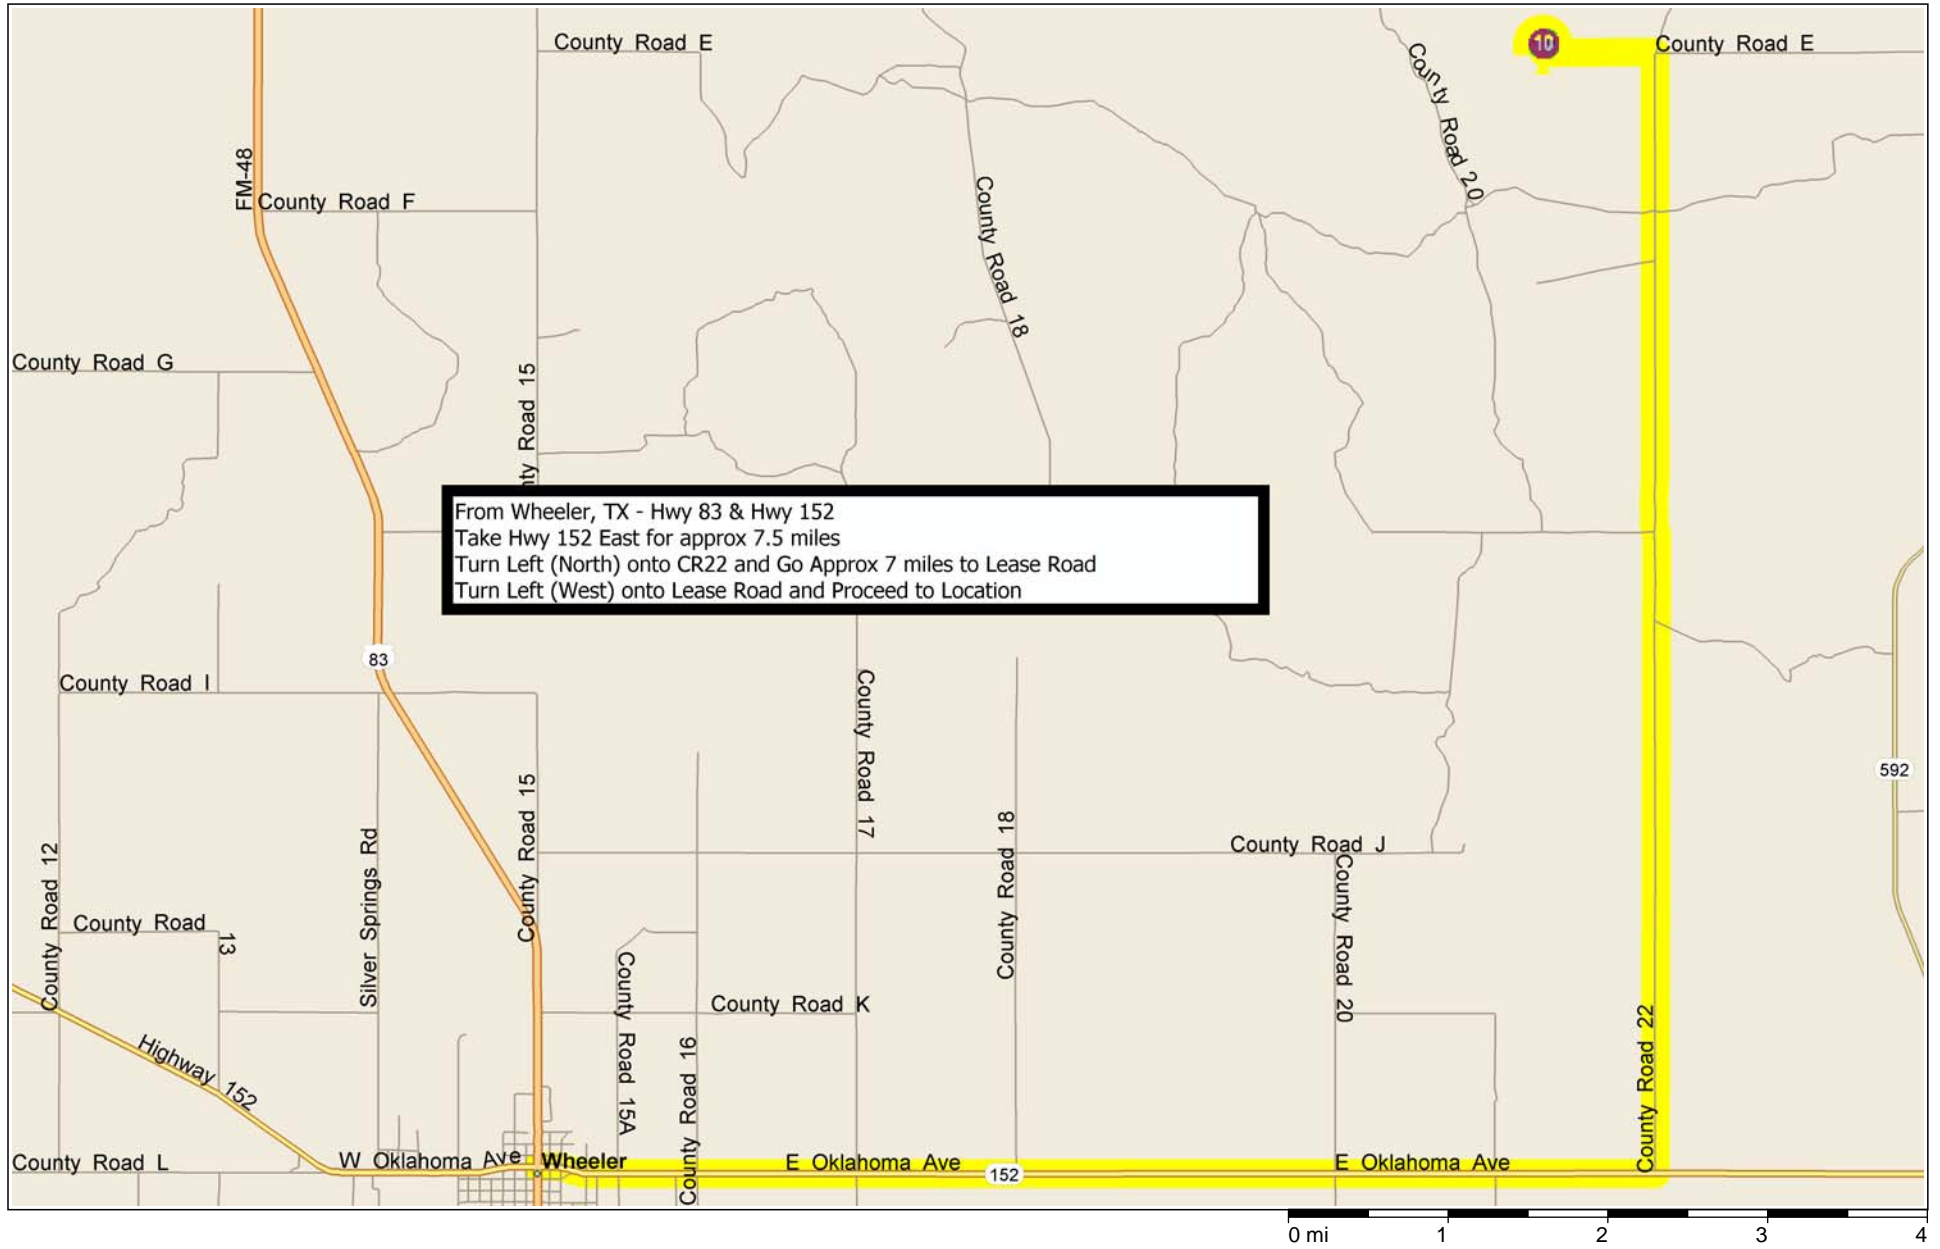 County Road E
10
County Road E
County Road 20
FM-48
County Road F
County Road 18
County Road G
nty Road 15
From Wheeler, TX - Hwy 83 & Hwy 152
Take Hwy 152 East for approx 7.5 miles
Turn Left (North) onto CR22 and Go Approx 7 miles to Lease Road
Turn Left (West) onto Lease Road and Proceed to Location
83
County Road I
County Road 17
592
County Road 15
County Road 12
Silver Springs Rd
County Road 18
County Road J
County Road 20
County Road 13
County Road 15A
County Road K
County Road 16
County Road 22
Highway 152
County Road L
W Oklahoma Ave
Wheeler
E Oklahoma Ave
152
E Oklahoma Ave
0 mi 1 2 3 4